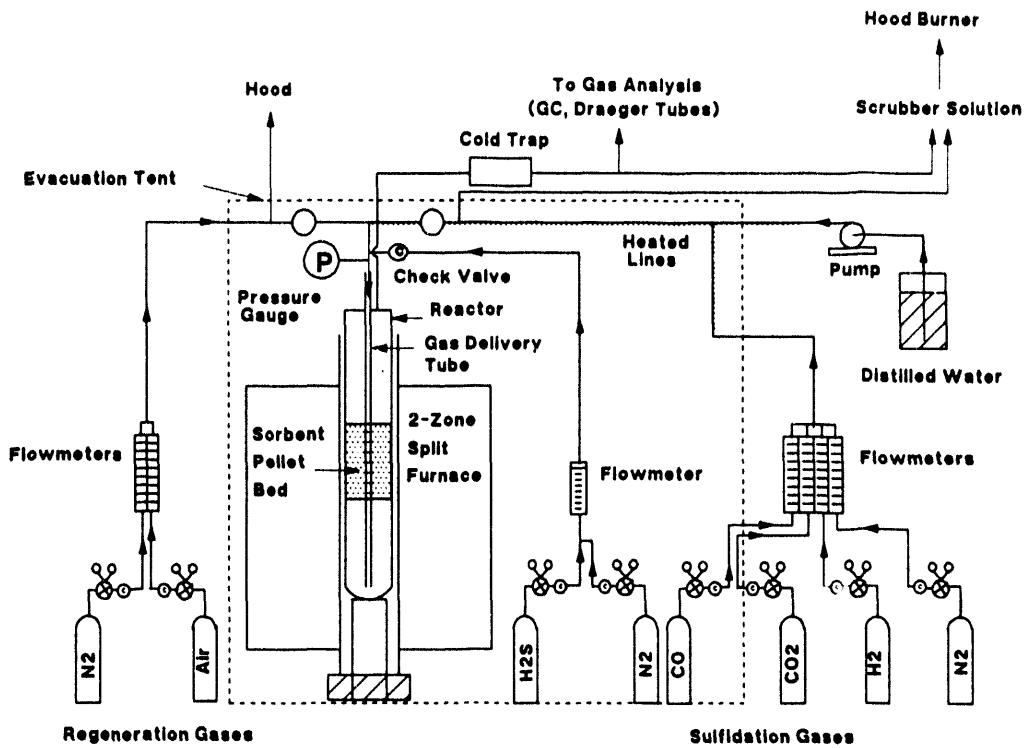 Hood Burner
Hood
To Gas Analysis
(GC, Draeger Tubes)
Scrubber Solution
Cold Trap
Evacuation Tent
P
C
Check Valve
Heated
Lines
Pump
Pressure
Gauge
Reactor
Gas Delivery
Tube
Distilled Water
Sorbent
Pellet
Bed
2-Zone
Split
Furnace
Flowmeters
Flowmeter
Flowmeters
C
C
C
C
C
C
C
C
N2
Air
H2S
N2
CO
CO2
H2
N2
Regeneration Gases
Sulfidation Gases